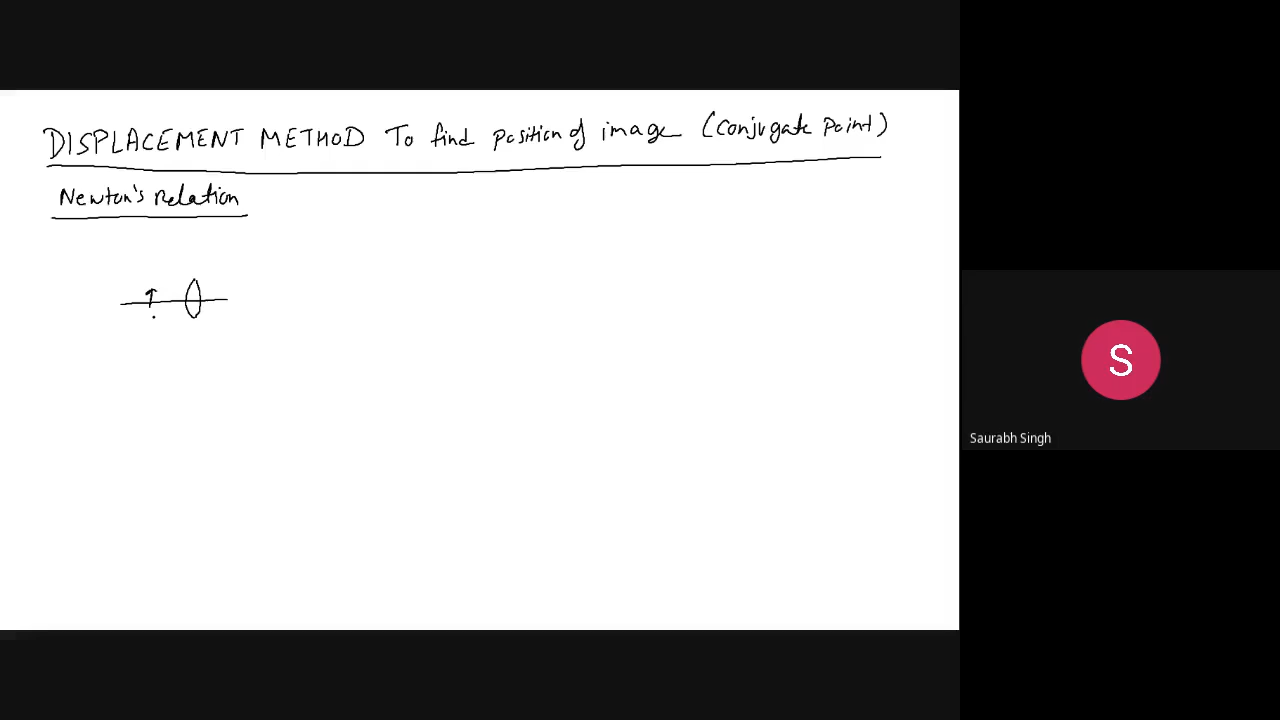 DISPLACEMENT METHOD To find position of image (Conjugate Point)
Newton's relation
S
Saurabh Singh